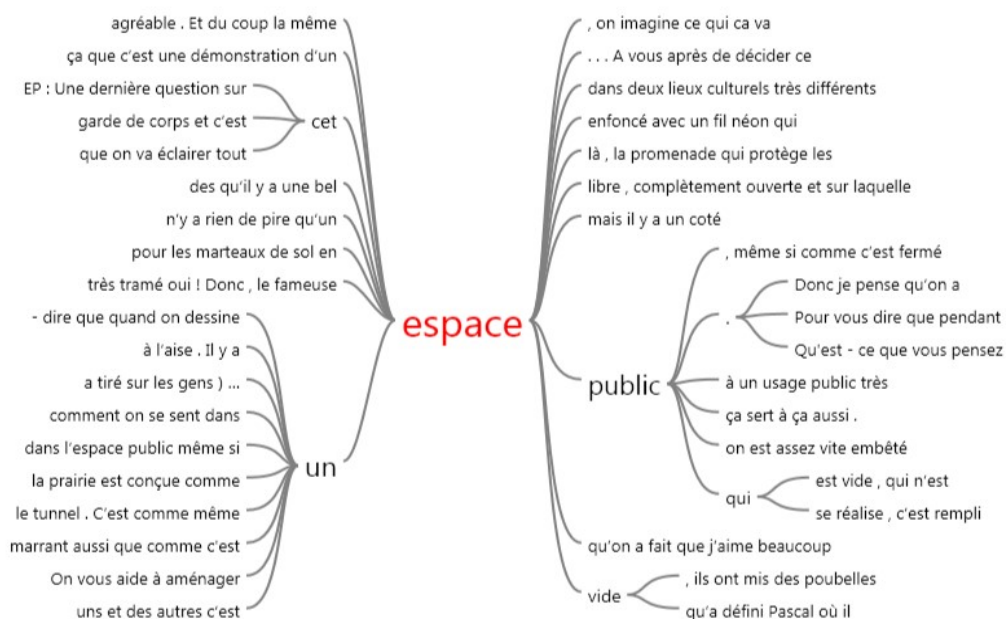 agréable . Et du coup la même
ça que c'est une démonstration d'un
EP : Une dernière question sur
garde de corps et c'est
que on va éclairer tout
cet
des qu'il y a une bel
n'y a rien de pire qu'un
pour les marteaux de sol en
très tramé oui ! Donc , le fameuse
- dire que quand on dessine
à l'aise . Il y a
a tiré sur les gens ) ...
comment on se sent dans
dans l'espace public même si
la prairie est conçue comme
le tunnel . C'est comme même
marrant aussi que comme c'est
On vous aide à aménager
uns et des autres c'est
un
espace
, on imagine ce qui ca va
. . . A vous après de décider ce
dans deux lieux culturels très différents
enfoncé avec un fil néon qui
là , la promenade qui protège les
libre , complètement ouverte et sur laquelle
mais il y a un coté
public
, même si comme c'est fermé
.
Donc je pense qu'on a
Pour vous dire que pendant
Qu'est - ce que vous pensez
à un usage public très
ça sert à ça aussi .
on est assez vite embêté
qui
est vide , qui n'est
se réalise , c'est rempli
qu'on a fait que j'aime beaucoup
vide
, ils ont mis des poubelles
qu'a défini Pascal où il